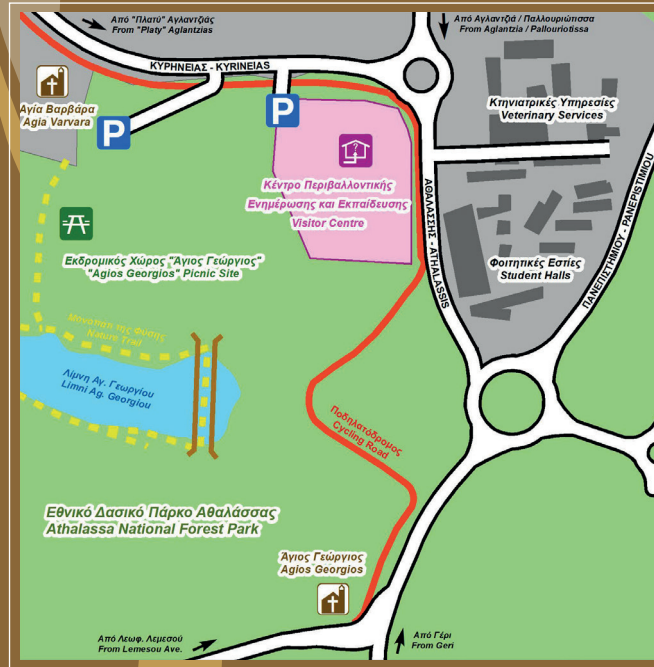 Από "Πλατύ" Αγλαντζιάς
From "Platy" Aglantzias
Από Αγλαντζιά / Παλλουριώτισσα
From Aglantzia / Pallouriotissa
ΚΥΡΗΝΕΙΑΣ - KYRINEIAS
Αγία Βαρβάρα
Agia Varvara
P
P
Κτηνιατρικές Υπηρεσίες
Veterinary Services
?
Κέντρο Περιβαλλοντικής
Ενημέρωσης και Εκπαίδευσης
Visitor Centre
ΑΘΑΛΑΣΣΗΣ - ATHALASSIS
ΠΑΝΕΠΙΣΤΗΜΙΟΥ - PANEPISTIMIOU
Φοιτητικές Εστίες
Student Halls
Εκδρομικός Χώρος "Άγιος Γεώργιος"
"Agios Georgios" Picnic Site
Μονοπάτι της Φύσης
Nature Trail
Λίμνη Αγ. Γεωργίου
Limni Ag. Georgiou
Ποδηλατόδρομος
Cycling Road
Εθνικό Δασικό Πάρκο Αθαλάσσας
Athalassa National Forest Park
Άγιος Γεώργιος
Agios Georgios
Από Λεωφ. Λεμεσού
From Lemesou Ave.
Από Γέρι
From Geri